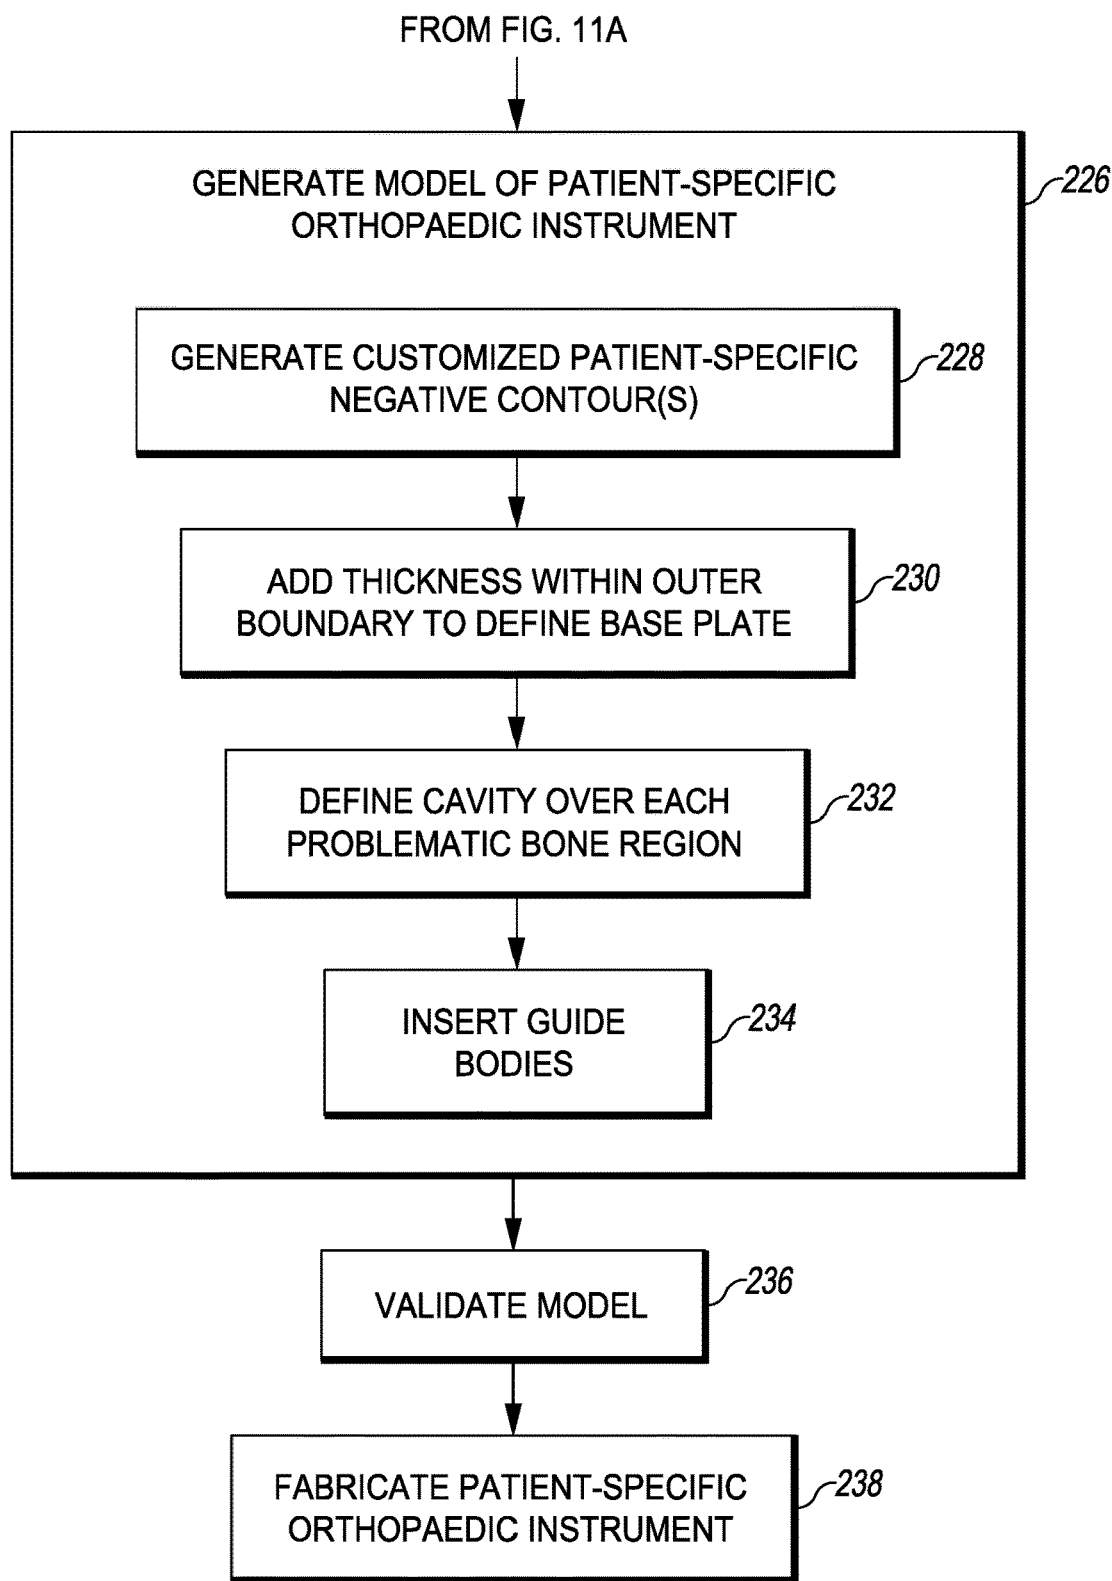 FROM FIG. 11A
GENERATE MODEL OF PATIENT-SPECIFIC
ORTHOPAEDIC INSTRUMENT
226
GENERATE CUSTOMIZED PATIENT-SPECIFIC
NEGATIVE CONTOUR(S)
228
ADD THICKNESS WITHIN OUTER
BOUNDARY TO DEFINE BASE PLATE
230
DEFINE CAVITY OVER EACH
PROBLEMATIC BONE REGION
232
INSERT GUIDE
BODIES
234
VALIDATE MODEL
236
FABRICATE PATIENT-SPECIFIC
ORTHOPAEDIC INSTRUMENT
238